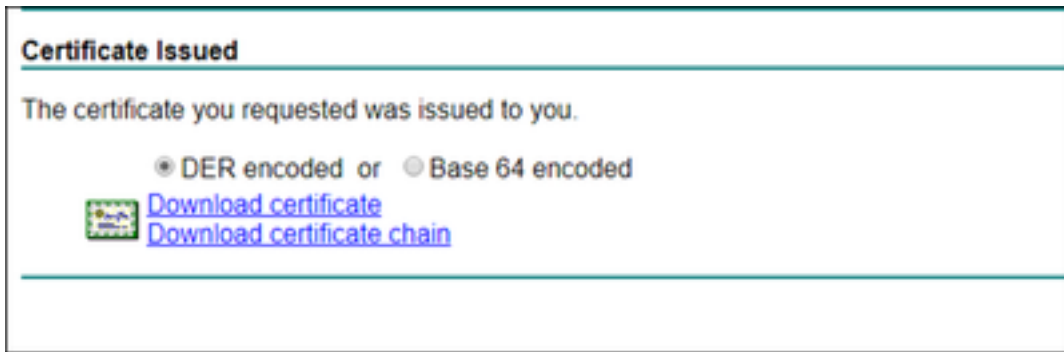 Certificate Issued
The certificate you requested was issued to you.
DER encoded or Base 64 encoded
Download certificate
Download certificate chain